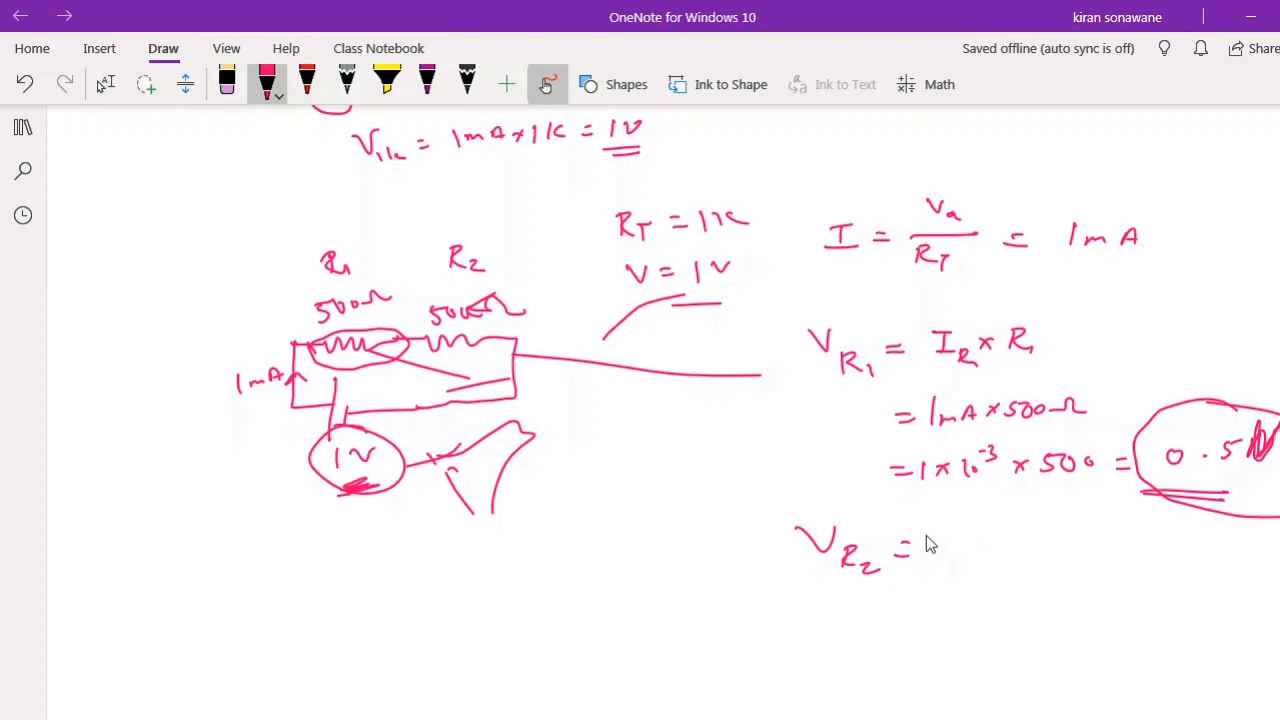 OneNote for Windows 10
kiran sonawane
Home Insert Draw View Help Class Notebook
Saved offline (auto sync is off)
Share
Shapes
Ink to Shape
Ink to Text
Math
V1k = 1mA × 1K = 1V
RT = 1K
V = 1V
I = Va / RT = 1mA
R1
R2
500Ω
500Ω
1mA
1V
VR1 = IR × R1
= 1mA × 500Ω
= 1 × 10⁻³ × 500 = 0.5
VR2 =